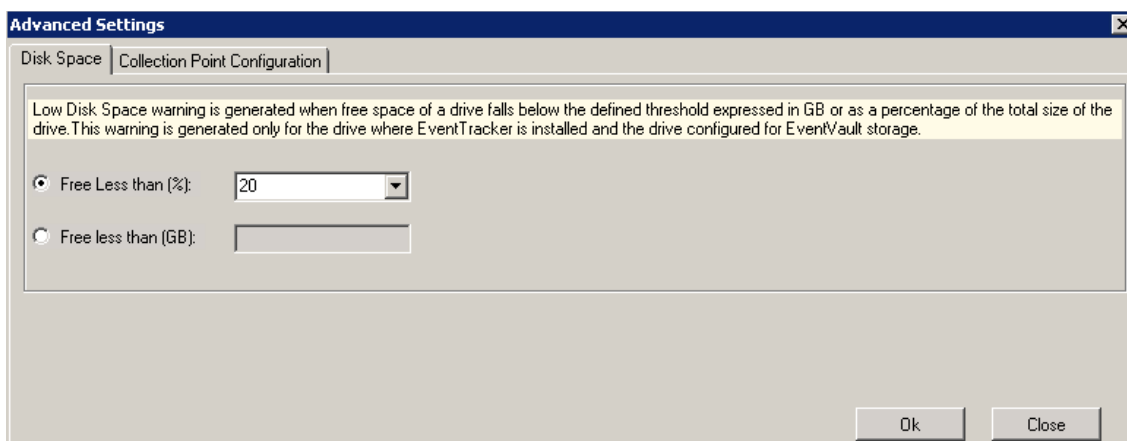 Advanced Settings
Disk Space
Collection Point Configuration
Low Disk Space warning is generated when free space of a drive falls below the defined threshold expressed in GB or as a percentage of the total size of the
drive.This warning is generated only for the drive where EventTracker is installed and the drive configured for EventVault storage.
Free Less than (%):
20
Free less than (GB):
Ok
Close